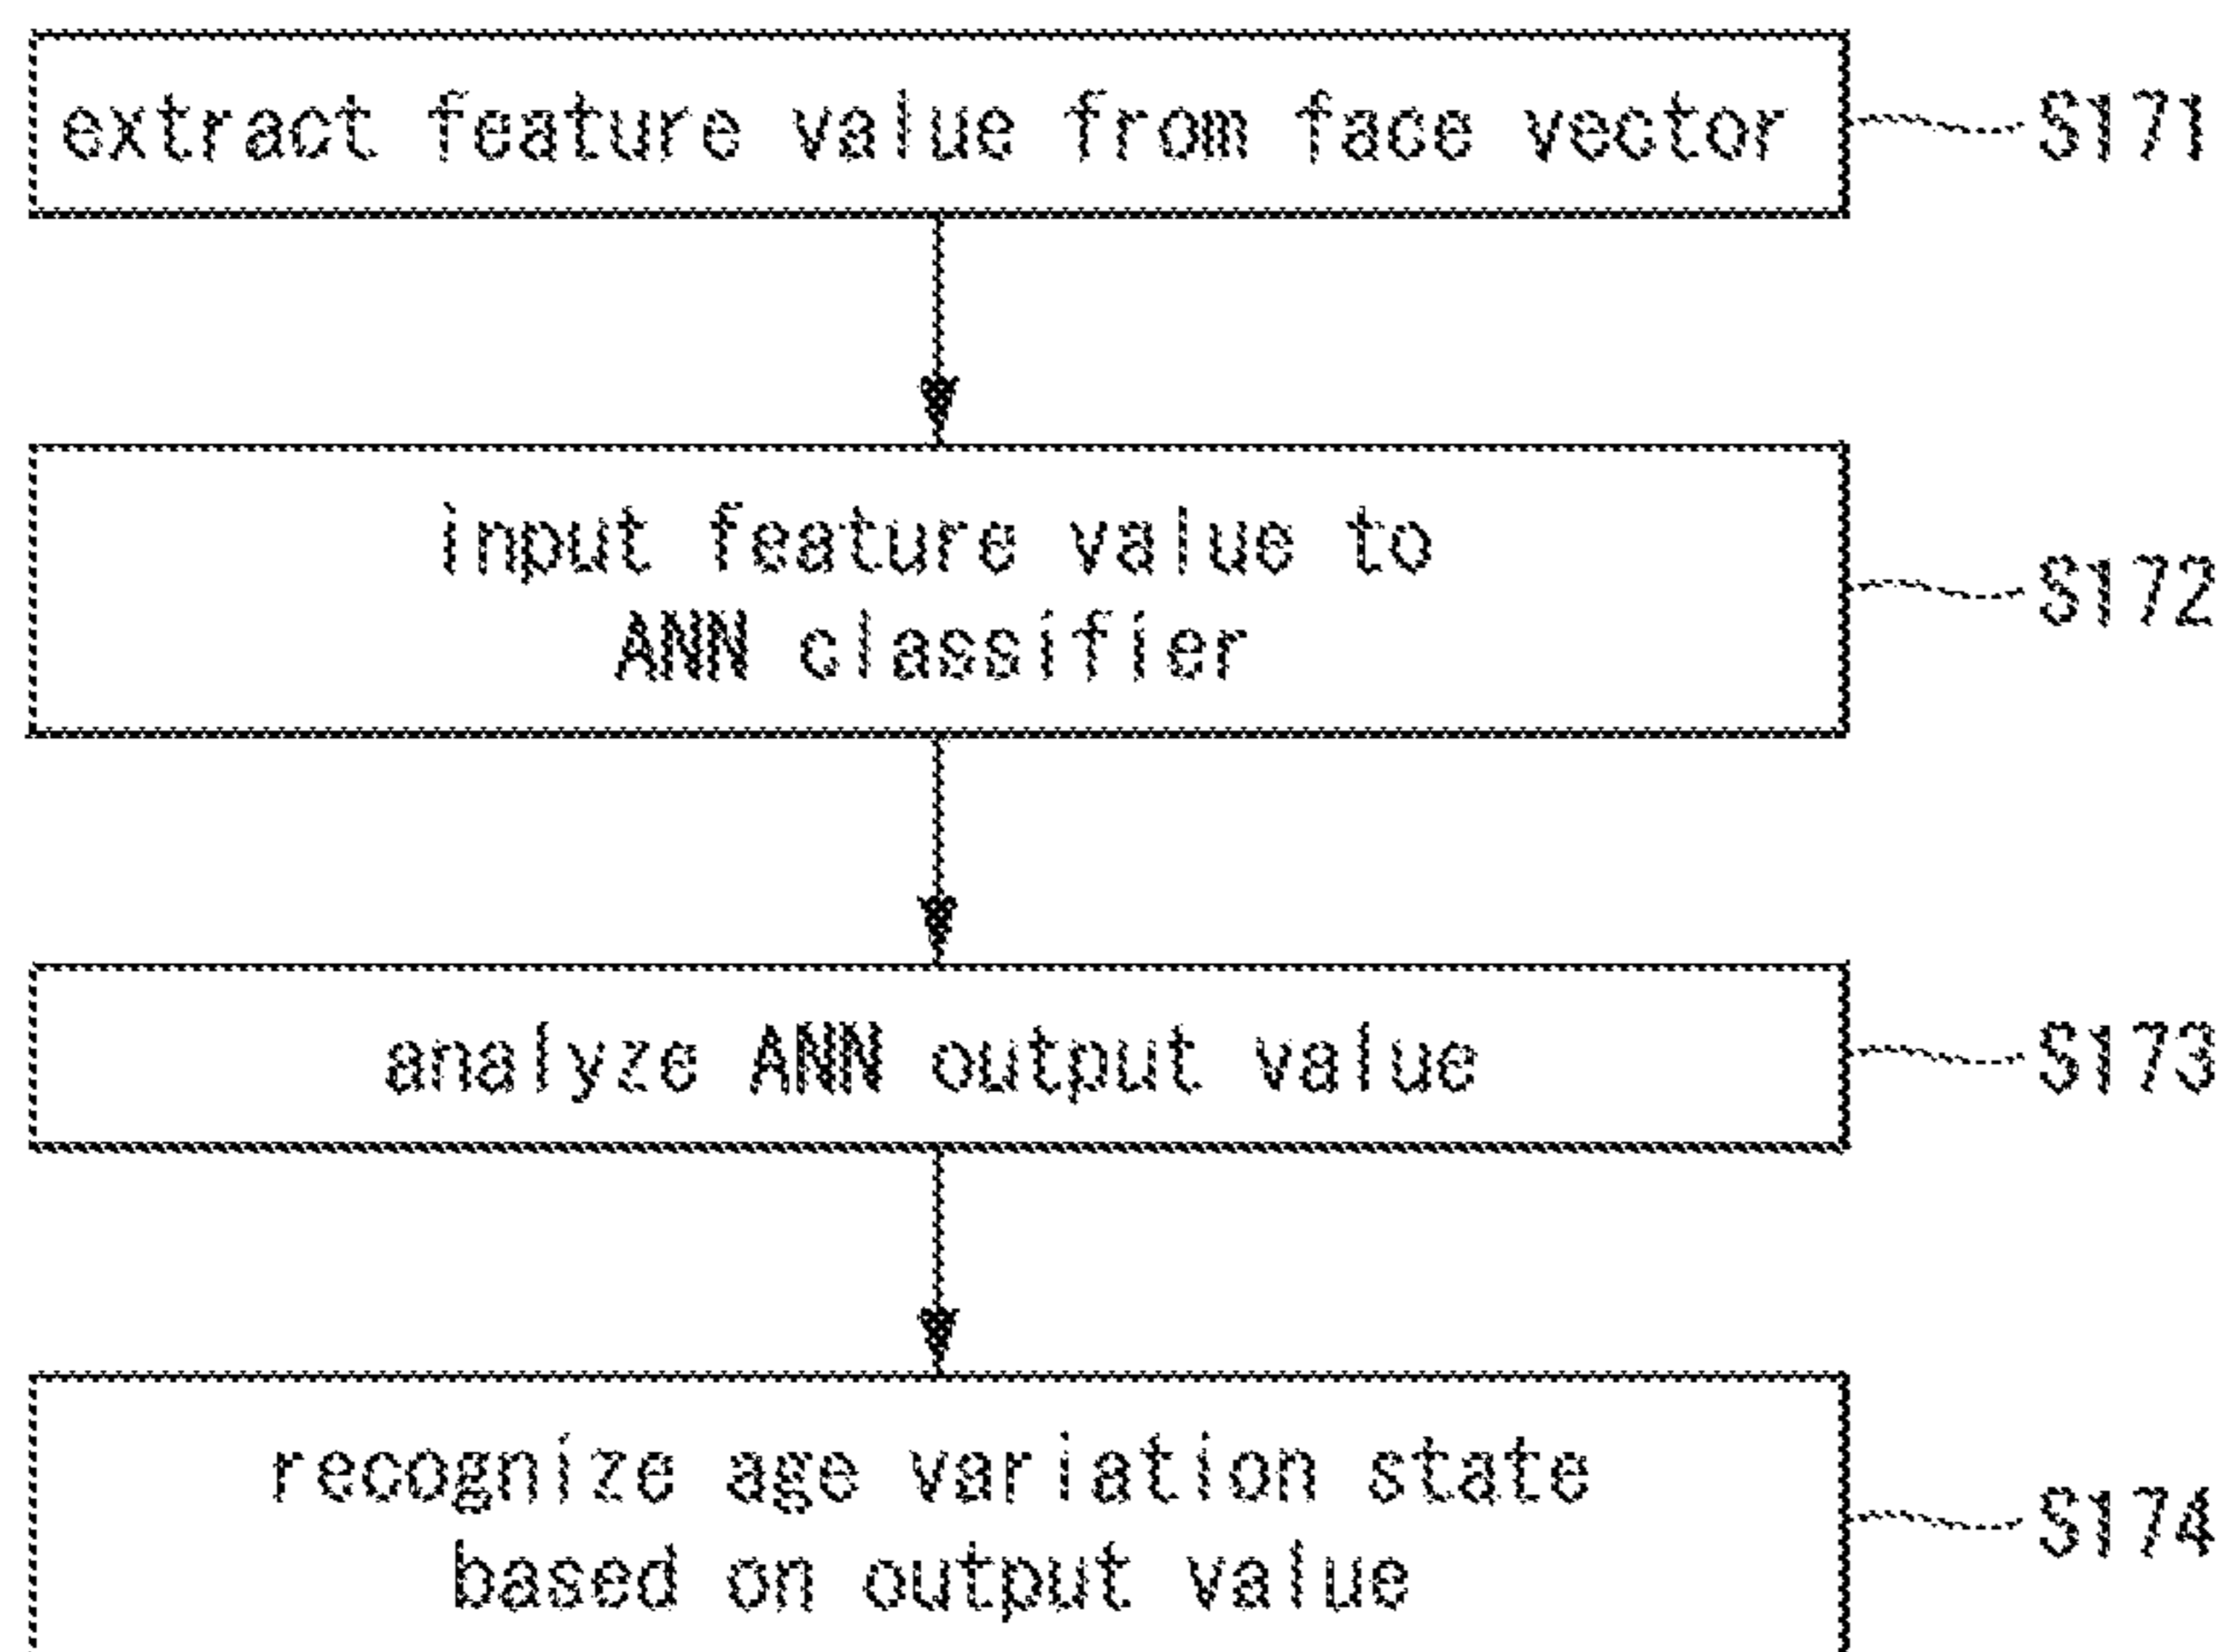 extract feature value from face vector
S171
input feature value to
ANN classifier
S172
analyze ANN output value
S173
recognize age variation state
based on output value
S174